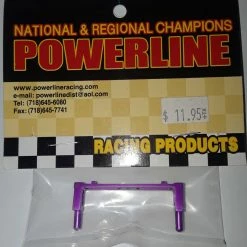 NATIONAL & REGIONAL CHAMPIONS
POWERLINE
www.powerlineracing.com
e-mail: powerlinedist@aol.com
Tel: (718)645-6080
Fax: (718)645-7741
$ 11.95
RACING PRODUCTS